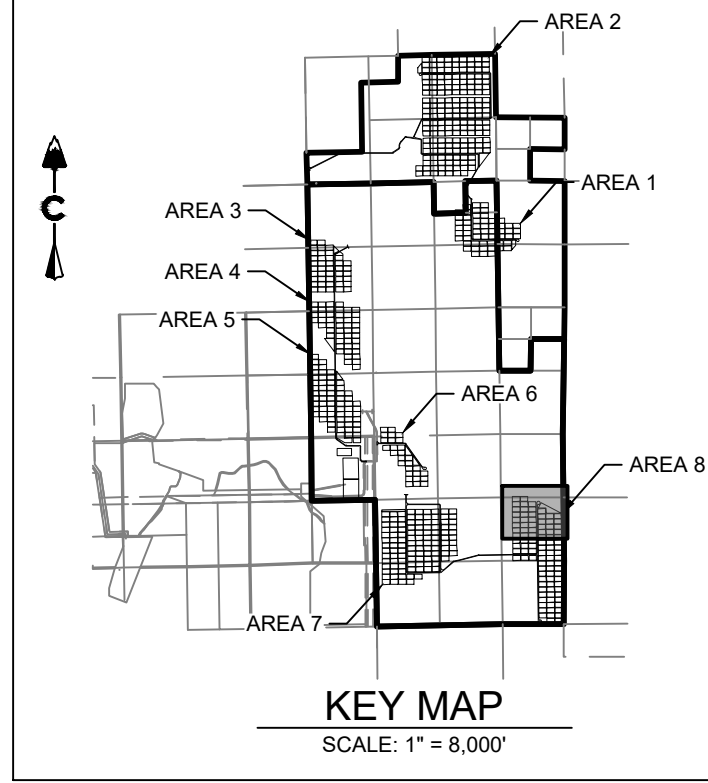 AREA 2
AREA 1
C
AREA 3
AREA 4
AREA 5
AREA 6
AREA 8
AREA 7
KEY MAP
SCALE: 1" = 8,000'